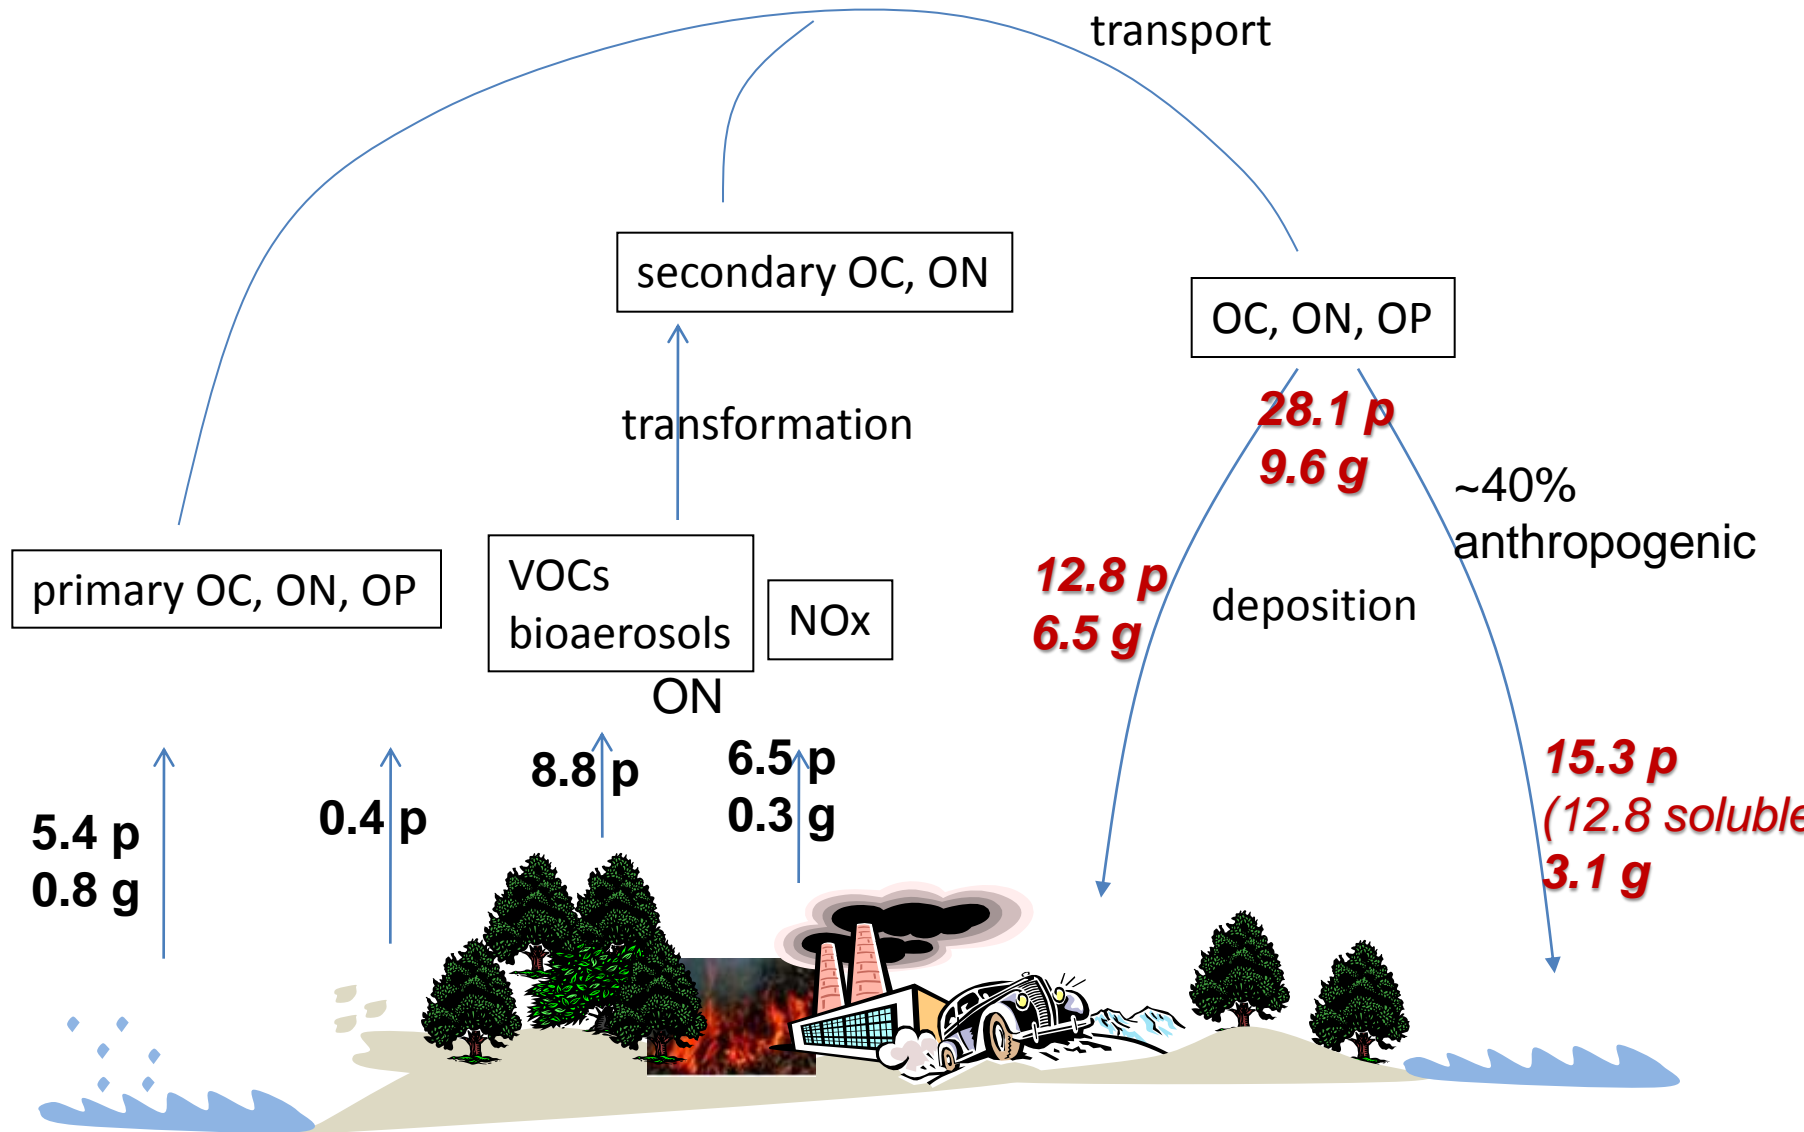 transport
secondary OC, ON
OC, ON, OP
28.1 p
9.6 g
transformation
~40%
anthropogenic
primary OC, ON, OP
VOCs
bioaerosols
NOx
ON
12.8 p
6.5 g
deposition
5.4 p
0.8 g
0.4 p
8.8 p
6.5 p
0.3 g
15.3 p
(12.8 soluble
3.1 g